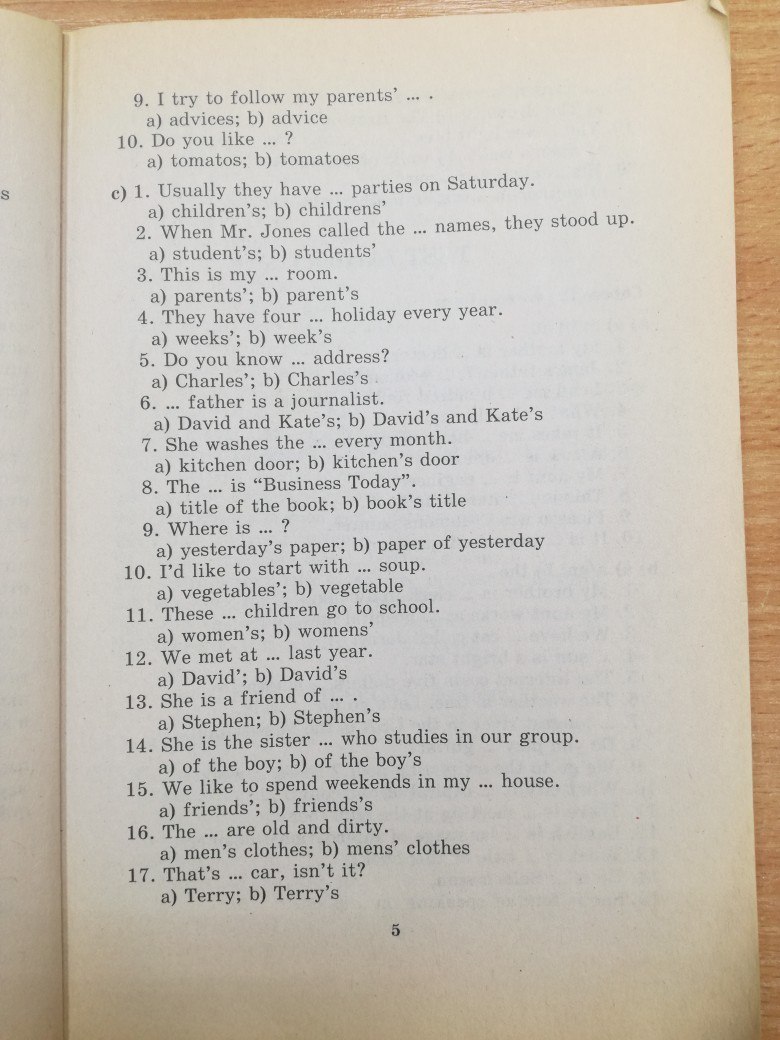 s
9. I try to follow my parents' ... .
a) advices; b) advice
10. Do you like ... ?
a) tomatos; b) tomatoes
c) 1. Usually they have ... parties on Saturday.
a) children's; b) childrens'
2. When Mr. Jones called the ... names, they stood up.
a) student's; b) students'
3. This is my ... room.
a) parents'; b) parent's
4. They have four ... holiday every year.
a) weeks'; b) week's
5. Do you know ... address?
a) Charles'; b) Charles's
6. ... father is a journalist.
a) David and Kate's; b) David's and Kate's
7. She washes the ... every month.
a) kitchen door; b) kitchen's door
8. The ... is “Business Today”.
a) title of the book; b) book's title
9. Where is ... ?
a) yesterday's paper; b) paper of yesterday
10. I'd like to start with ... soup.
a) vegetables'; b) vegetable
11. These ... children go to school.
a) women's; b) womens'
12. We met at ... last year.
a) David'; b) David's
13. She is a friend of ... .
a) Stephen; b) Stephen's
14. She is the sister ... who studies in our group.
a) of the boy; b) of the boy's
15. We like to spend weekends in my ... house.
a) friends'; b) friends's
16. The ... are old and dirty.
a) men's clothes; b) mens' clothes
17. That's ... car, isn't it?
a) Terry; b) Terry's
5